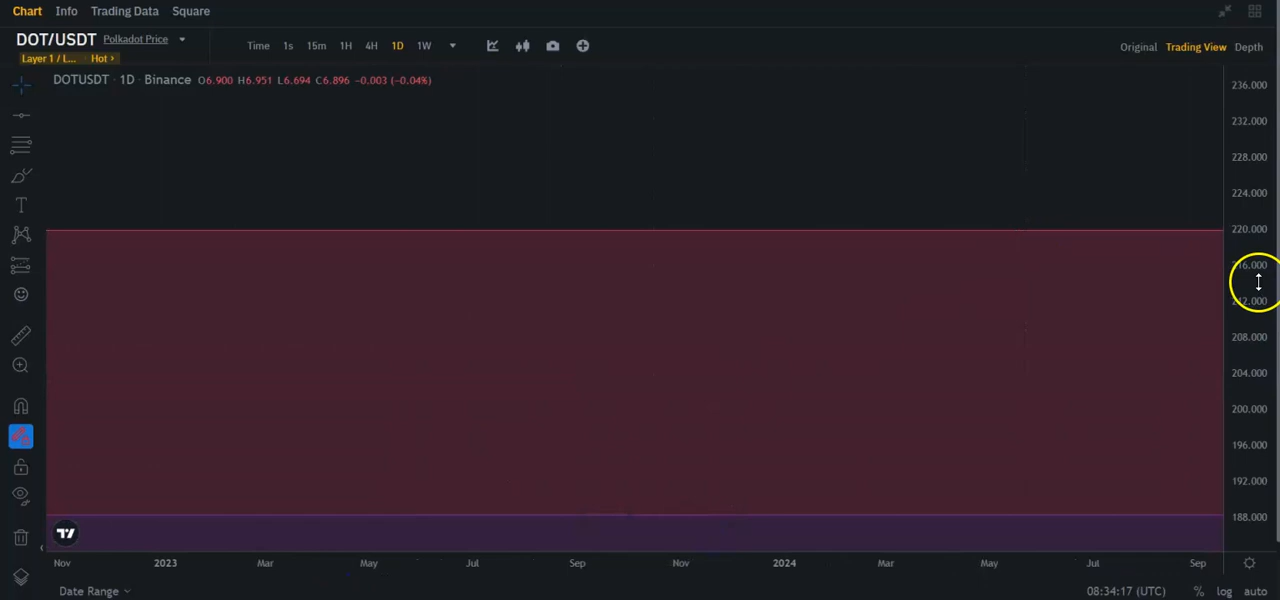 Chart Info Trading Data Square
DOT/USDT Polkadot Price
Layer 1 / L... Hot >
Time 1s 15m 1H 4H 1D 1W
Original Trading View Depth
DOTUSDT · 1D · Binance O6.900 H6.951 L6.694 C6.896 −0.003 (−0.04%)
236.000
232.000
228.000
224.000
220.000
216.000
212.000
208.000
204.000
200.000
196.000
192.000
188.000
Nov 2023 Mar May Jul Sep Nov 2024 Mar May Jul Sep
Date Range 08:34:17 (UTC) % log auto